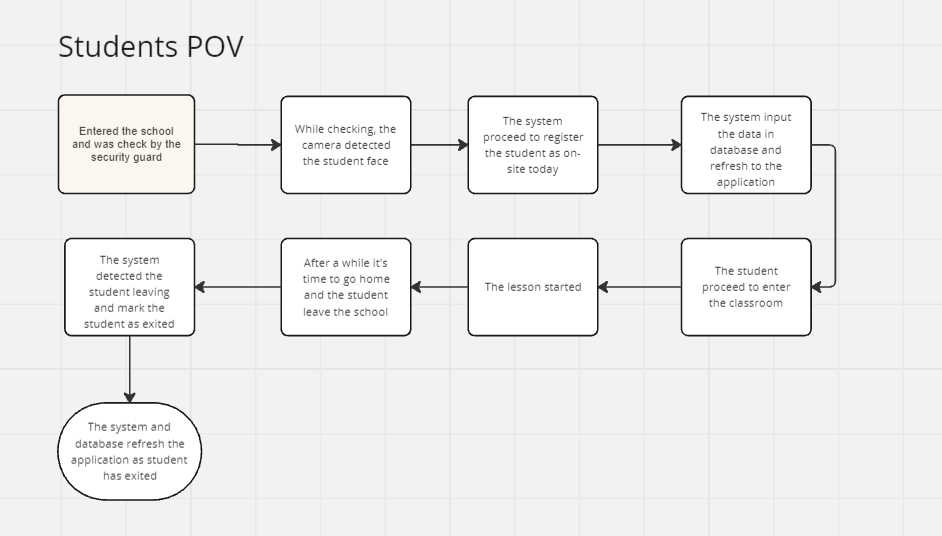 Students POV
Entered the school
and was check by the
security guard
While checking, the
camera detected
the student face
The system
proceed to register
the student as on-
site today
The system input
the data in
database and
refresh to the
application
The student
proceed to enter
the classroom
The lesson started
After a while it's
time to go home
and the student
leave the school
The system
detected the
student leaving
and mark the
student as exited
The system and
database refresh the
application as student
has exited